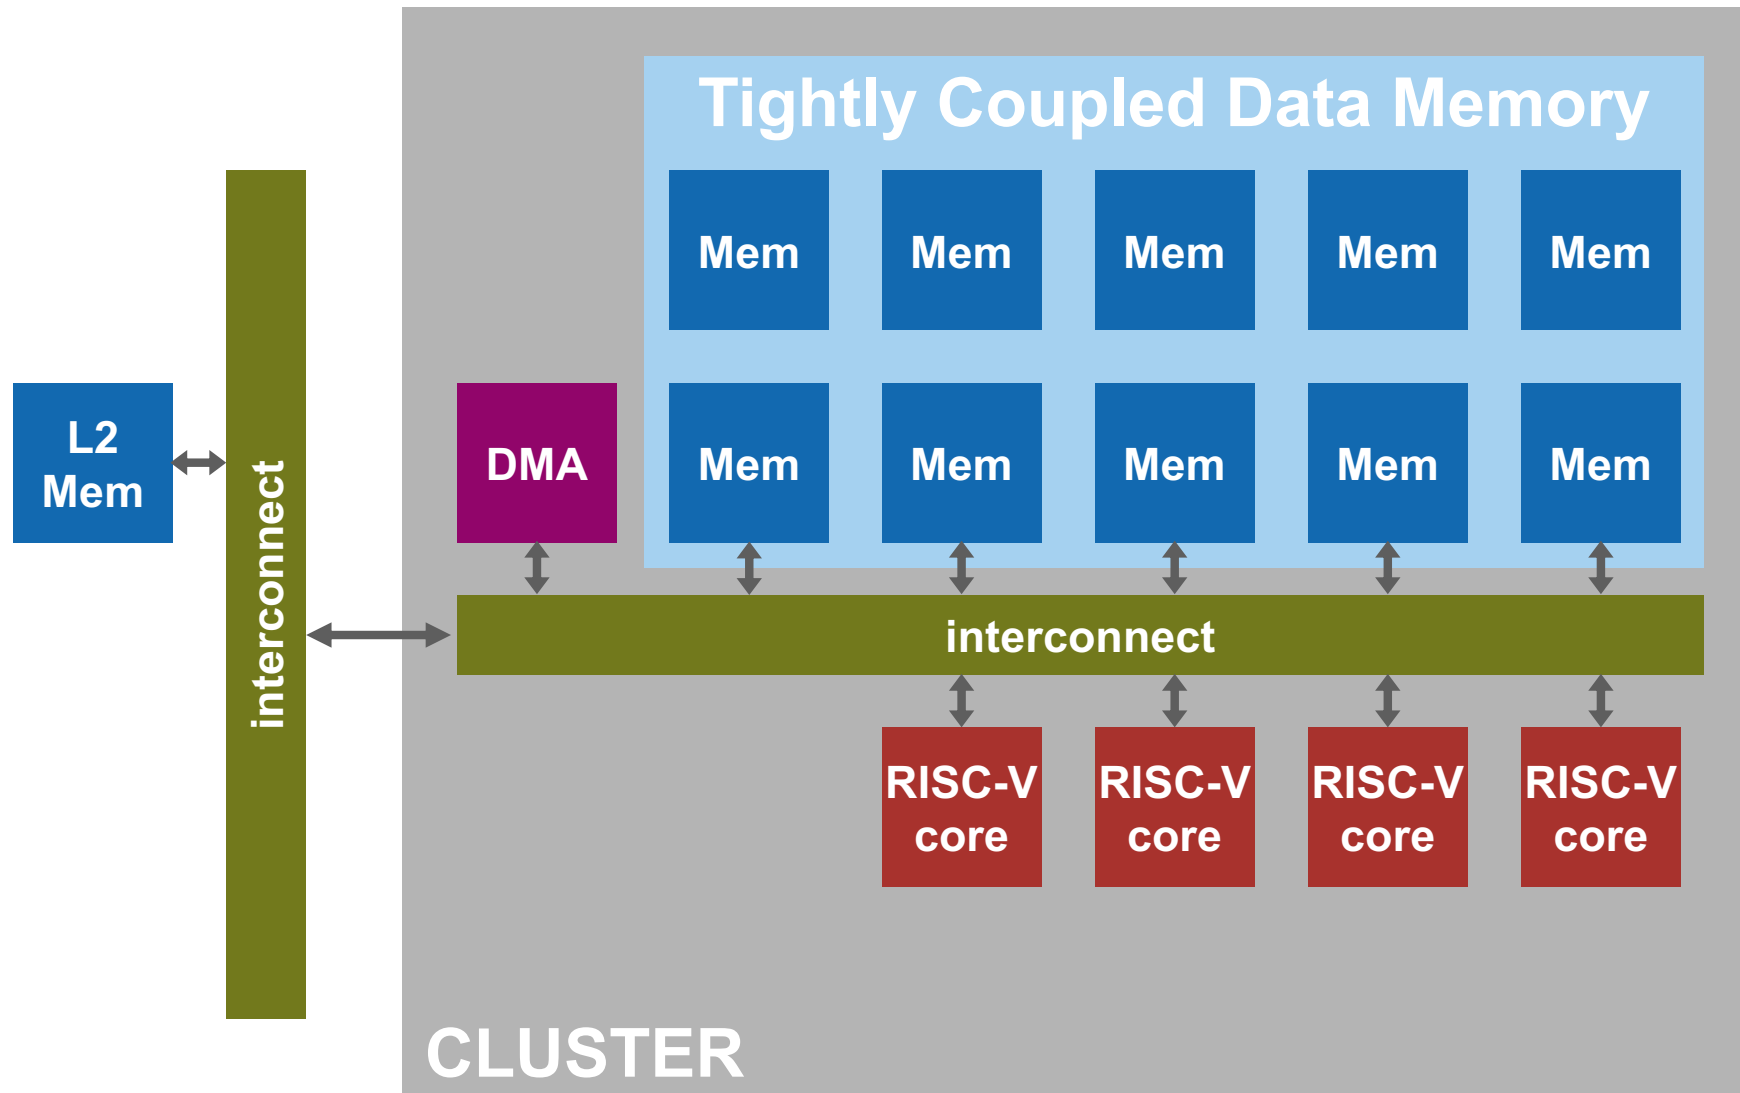 Tightly Coupled Data Memory
Mem
Mem
Mem
Mem
Mem
L2
Mem
interconnect
DMA
Mem
Mem
Mem
Mem
Mem
interconnect
RISC-V
core
RISC-V
core
RISC-V
core
RISC-V
core
CLUSTER